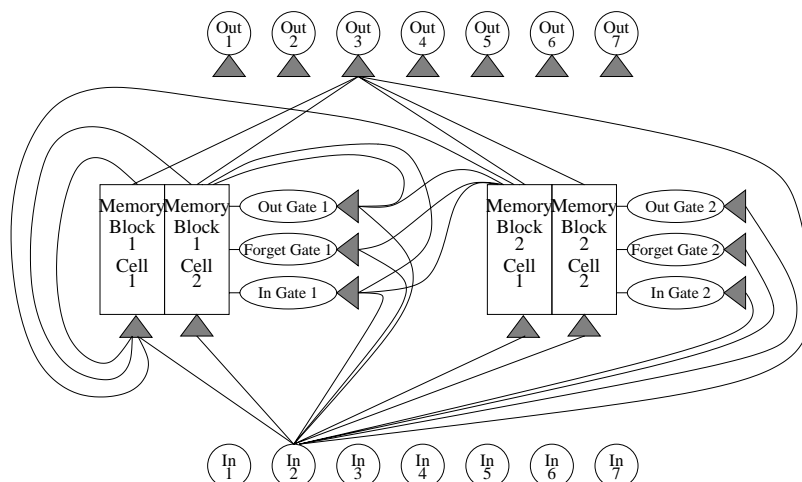 Out 1
Out 2
Out 3
Out 4
Out 5
Out 6
Out 7
Memory Block 1 Cell 1
Memory Block 1 Cell 2
Out Gate 1
Forget Gate 1
In Gate 1
Memory Block 2 Cell 1
Memory Block 2 Cell 2
Out Gate 2
Forget Gate 2
In Gate 2
In 1
In 2
In 3
In 4
In 5
In 6
In 7